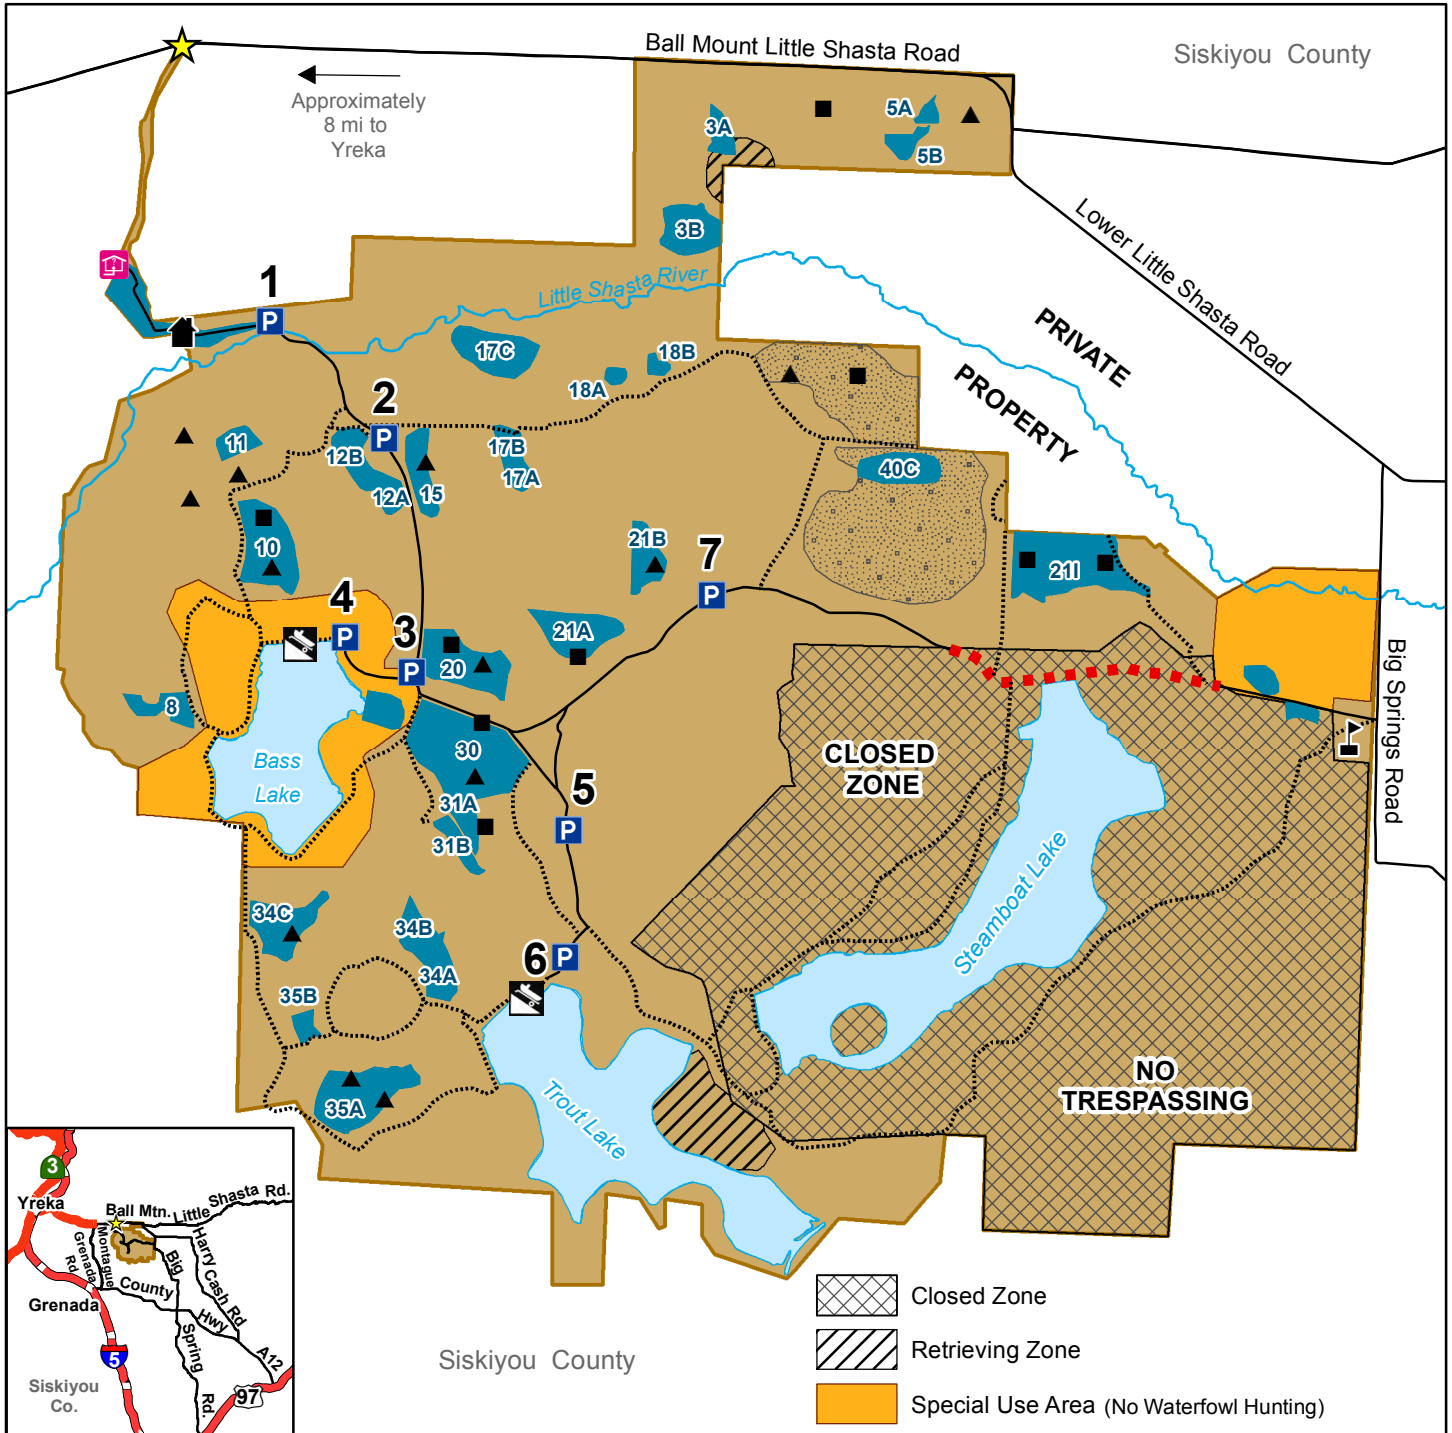 Ball Mount Little Shasta Road
Siskiyou County
Approximately
8 mi to
Yreka
3A
5A
5B
3B
Lower Little Shasta Road
Little Shasta River
1
P
PRIVATE
PROPERTY
17C
18B
18A
2
P
11
12B
12A
15
17B
17A
40C
10
21B
7
P
21I
4
P
3
P
20
21A
8
Bass
Lake
30
31A
31B
5
P
CLOSED
ZONE
Big Springs Road
Steamboat Lake
34C
34B
34A
6
P
35B
35A
Trout Lake
NO
TRESPASSING
3
Yreka
Ball Mtn.
Little
Shasta Rd.
Montague
Grenada
Rd
Big
Spring
Rd.
Harry Cash Rd
County
Hwy
A12
Grenada
5
97
Siskiyou
Co.
Siskiyou County
Closed Zone
Retrieving Zone
Special Use Area (No Waterfowl Hunting)